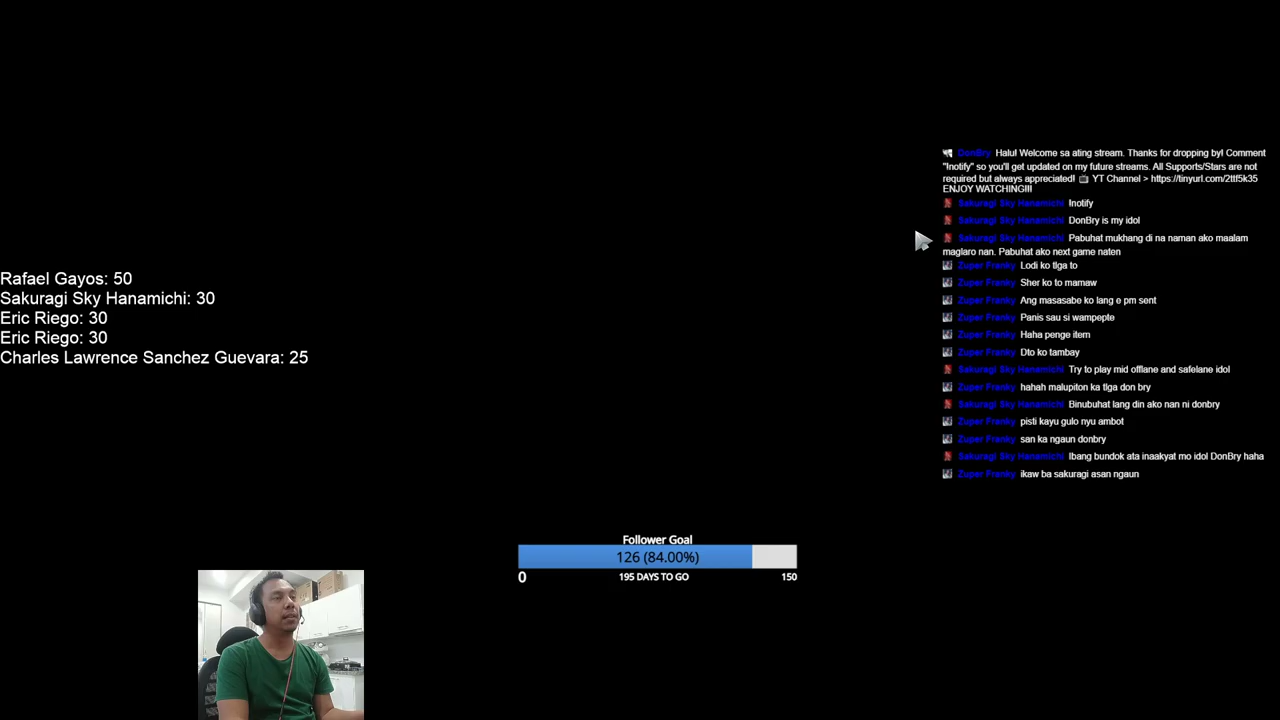 DonBry Halu! Welcome sa ating stream. Thanks for dropping by! Comment
"!notify" so you'll get updated on my future streams. All Supports/Stars are not
required but always appreciated! YT Channel > https://tinyurl.com/2ttf5k35
ENJOY WATCHING!!!
Sakuragi Sky Hanamichi !notify
Sakuragi Sky Hanamichi DonBry is my idol
Sakuragi Sky Hanamichi Pabuhat mukhang di na naman ako maalam
maglaro nan. Pabuhat ako next game naten
Zuper Franky Lodi ko tlga to
Zuper Franky Sher ko to mamaw
Zuper Franky Ang masasabe ko lang e pm sent
Zuper Franky Panis sau si wampepte
Zuper Franky Haha penge item
Zuper Franky Dto ko tambay
Sakuragi Sky Hanamichi Try to play mid offlane and safelane idol
Zuper Franky hahah malupiton ka tlga don bry
Sakuragi Sky Hanamichi Binubuhat lang din ako nan ni donbry
Zuper Franky pisti kayu gulo nyu ambot
Zuper Franky san ka ngaun donbry
Sakuragi Sky Hanamichi Ibang bundok ata inaakyat mo idol DonBry haha
Zuper Franky ikaw ba sakuragi asan ngaun
Rafael Gayos: 50
Sakuragi Sky Hanamichi: 30
Eric Riego: 30
Eric Riego: 30
Charles Lawrence Sanchez Guevara: 25
Follower Goal
126 (84.00%)
0 195 DAYS TO GO 150